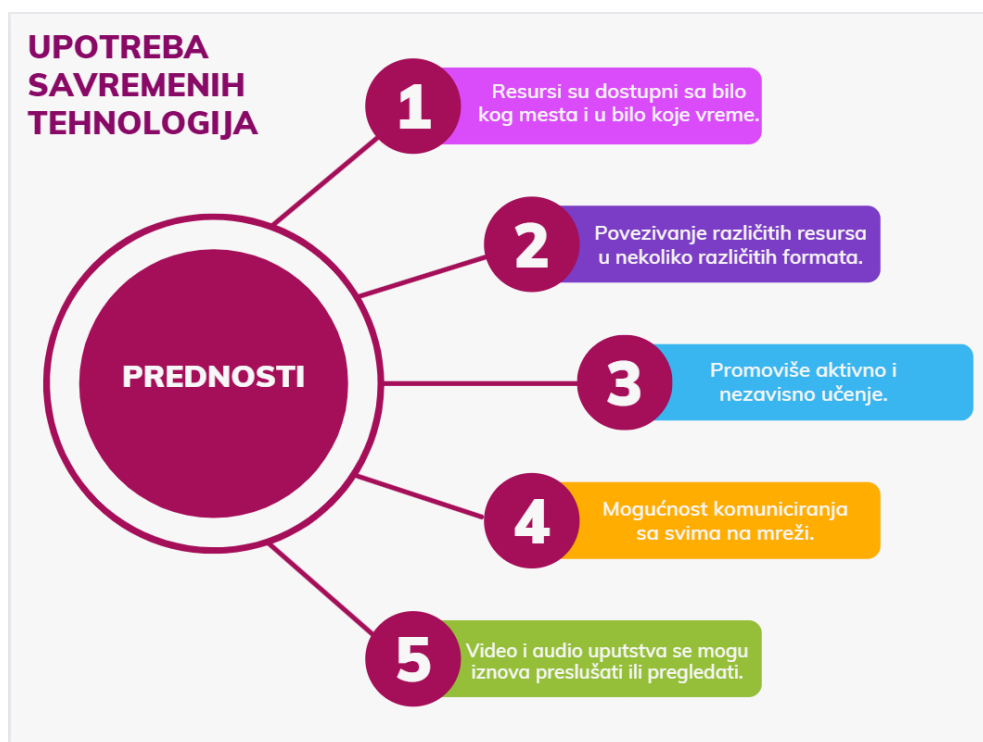 UPOTREBA
SAVREMENIH
TEHNOLOGIJA
PREDNOSTI
1
Resursi su dostupni sa bilo
kog mesta i u bilo koje vreme.
2
Povezivanje različitih resursa
u nekoliko različitih formata.
3
Promoviše aktivno i
nezavisno učenje.
4
Mogućnost komuniciranja
sa svima na mreži.
5
Video i audio uputstva se mogu
iznova preslušati ili pregledati.